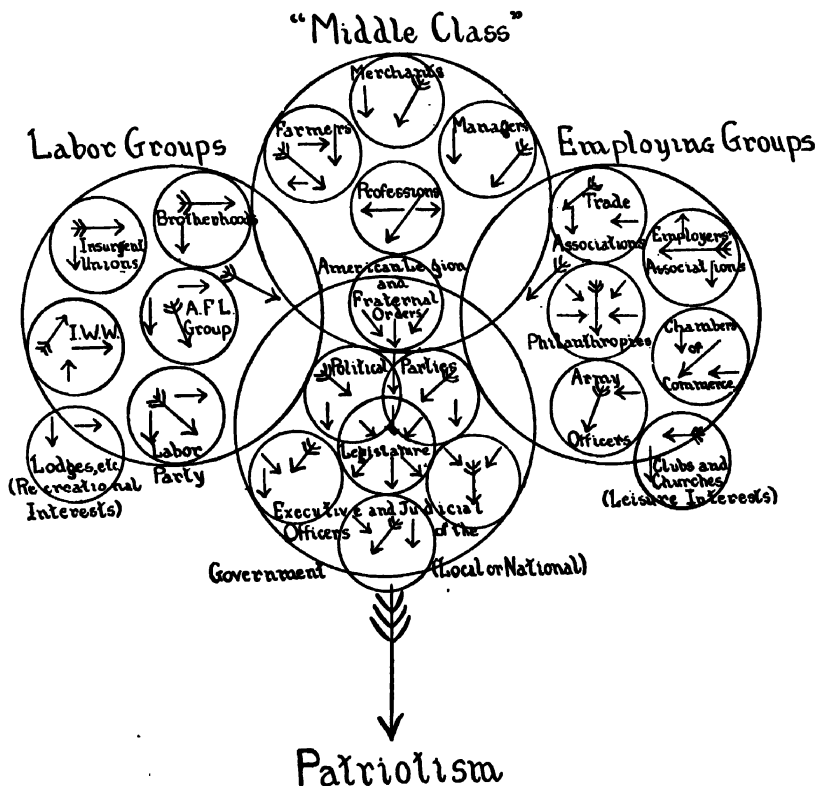 "Middle Class"
Merchants
Farmers
Managers
Professions
Labor Groups
Employing Groups
Brotherhoods
Insurgent
Unions
I.W.W.
A.F.L.
Group
Labor
Party
Lodges, etc.
(Recreational
Interests)
American Legion
and
Fraternal
Orders
Trade
Associations
Employers'
Associations
Philanthropies
Chambers
of
Commerce
Army
Officers
Clubs and
Churches
(Leisure Interests)
Political Parties
Legislature
Executive and Judicial
Officers of the
Government (Local or National)
Patriotism